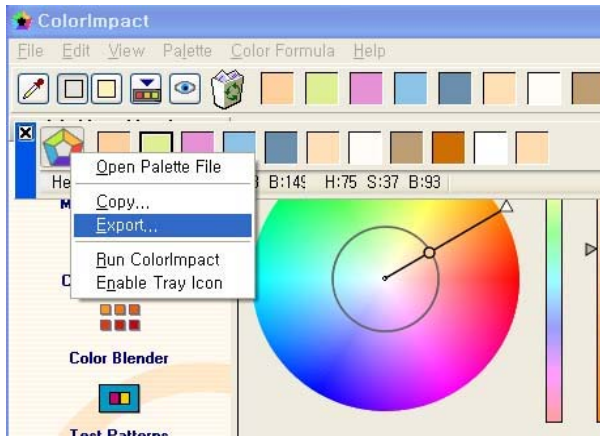 ColorImpact
File Edit View Palette Color Formula Help
Open Palette File
He B:149 H:75 S:37 B:93
Copy...
Export...
Run ColorImpact
Enable Tray Icon
Color Blender
Test Patterns